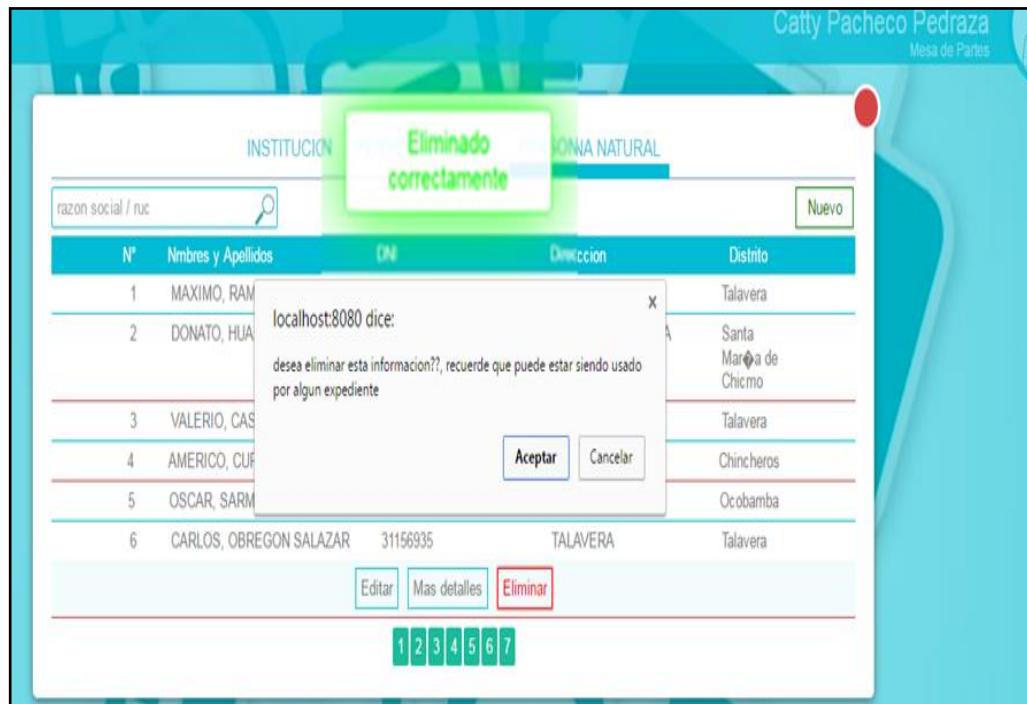 Catty Pacheco Pedraza
Mesa de Partes
INSTITUCION
NATURAL
Eliminado
correctamente
razon social / ruc
Nuevo
N° Nmbres y Apellidos DNI Direccion Distrito
1 MAXIMO, RAM Talavera
2 DONATO, HUA A Santa
Mar�a de
Chicmo
3 VALERIO, CAS Talavera
4 AMERICO, CUR Chincheros
5 OSCAR, SARM Ocobamba
6 CARLOS, OBREGON SALAZAR 31156935 TALAVERA Talavera
localhost:8080 dice:
x
desea eliminar esta informacion??, recuerde que puede estar siendo usado
por algun expediente
Aceptar Cancelar
Editar Mas detalles Eliminar
1 2 3 4 5 6 7